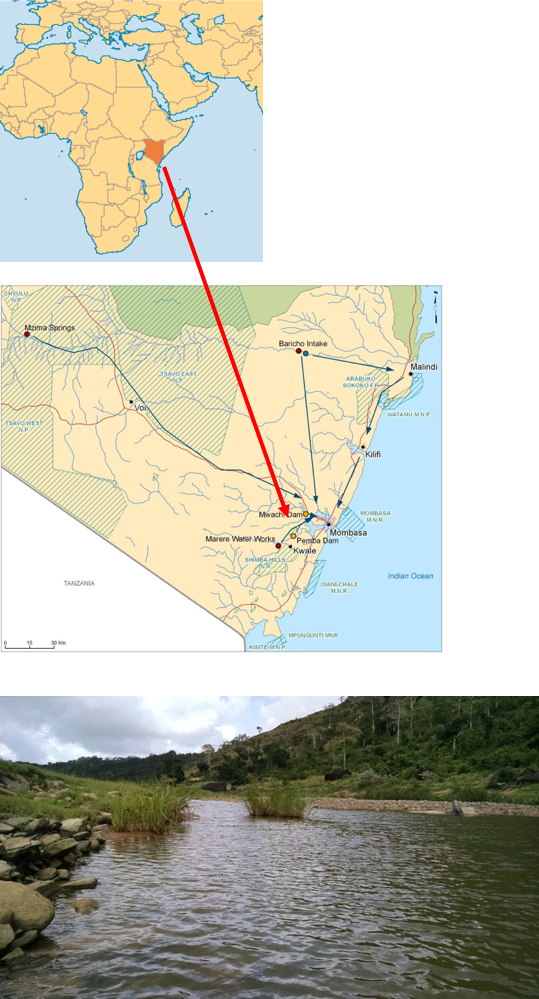 CHYULU
N.P.
Mzima Springs
Baricho Intake
Malindi
TSAVO EAST
N.P.
ARABUKO
SOKOKO F.R.
Voi
WATAMU M.N.P.
TSAVO WEST
N.P.
Kilifi
Mwachi Dam
MOMBASA
M.N.R.
Mombasa
Marere Water Works
Pemba Dam
Kwale
SHIMBA HILLS
N.R.
Indian Ocean
TANZANIA
DIANI-CHALE
M.N.R.
MPUNGUNTI MNR
0 15 30 Km
KISITE M.N.P.